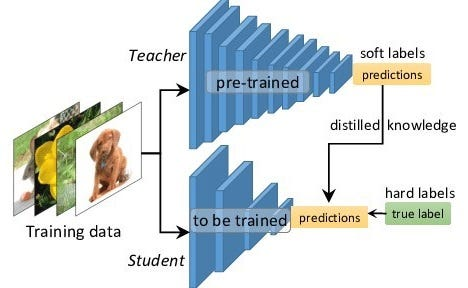 Teacher
soft labels
pre-trained
predictions
distilled knowledge
hard labels
to be trained
predictions
true label
Training data
Student